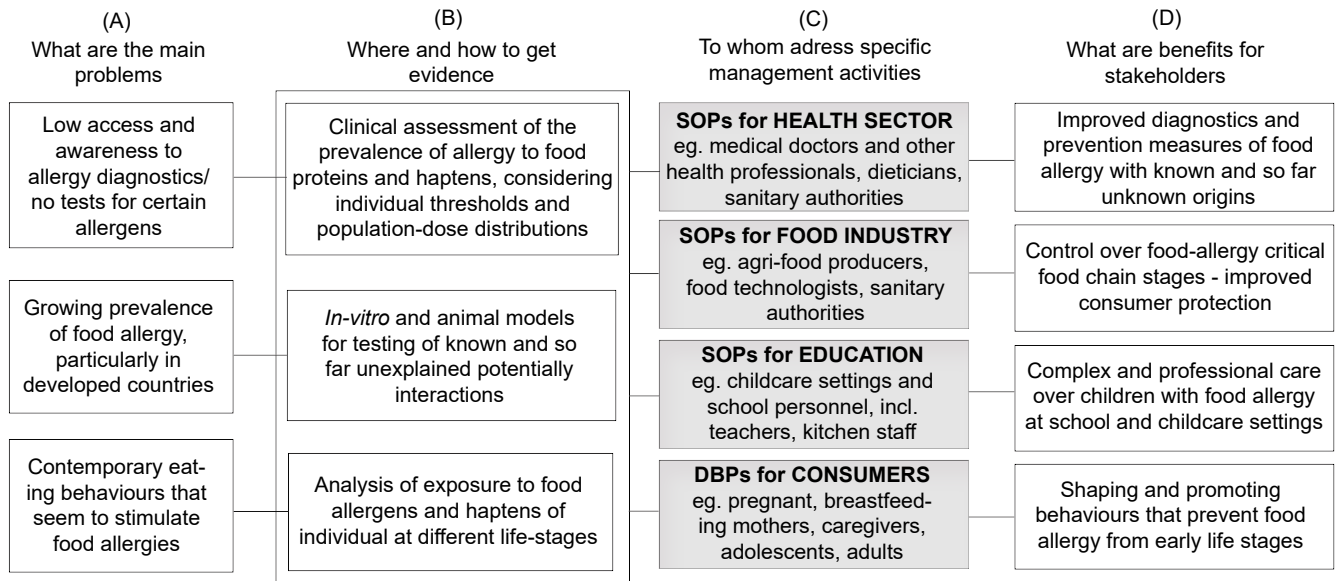 (A)
What are the main
problems
Low access and
awareness to
allergy diagnostics/
no tests for certain
allergens
Growing prevalence
of food allergy,
particularly in
developed countries
Contemporary eat-
ing behaviours that
seem to stimulate
food allergies
(B)
Where and how to get
evidence
Clinical assessment of the
prevalence of allergy to food
proteins and haptens, considering
individual thresholds and
population-dose distributions
In-vitro and animal models
for testing of known and so
far unexplained potentially
interactions
Analysis of exposure to food
allergens and haptens of
individual at different life-stages
(C)
To whom adress specific
management activities
SOPs for HEALTH SECTOR
eg. medical doctors and other
health professionals, dieticians,
sanitary authorities
SOPs for FOOD INDUSTRY
eg. agri-food producers,
food technologists, sanitary
authorities
SOPs for EDUCATION
eg. childcare settings and
school personnel, incl.
teachers, kitchen staff
DBPs for CONSUMERS
eg. pregnant, breastfeed-
ing mothers, caregivers,
adolescents, adults
(D)
What are benefits for
stakeholders
Improved diagnostics and
prevention measures of food
allergy with known and so far
unknown origins
Control over food-allergy critical
food chain stages - improved
consumer protection
Complex and professional care
over children with food allergy
at school and childcare settings
Shaping and promoting
behaviours that prevent food
allergy from early life stages